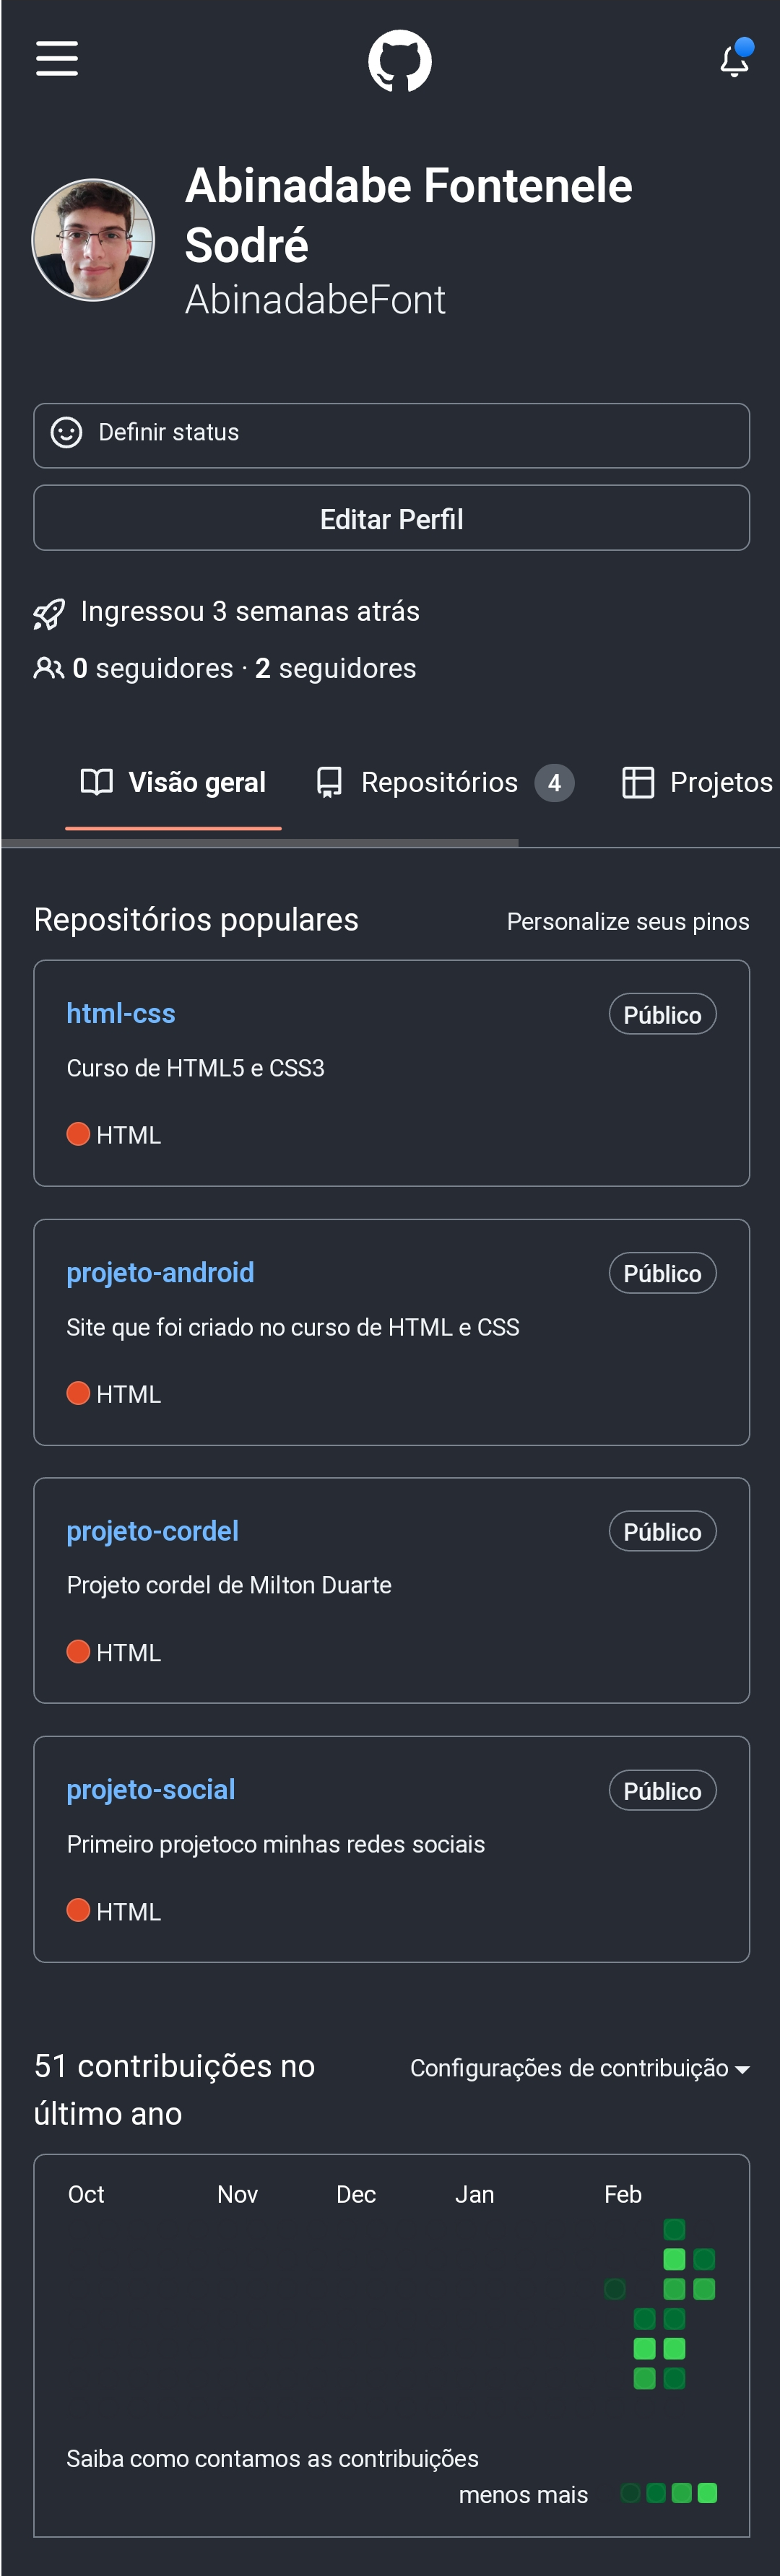 Abinadabe Fontenele
Sodré
AbinadabeFont
Definir status
Editar Perfil
Ingressou 3 semanas atrás
0 seguidores · 2 seguidores
Visão geral Repositórios 4 Projetos
Repositórios populares Personalize seus pinos
html-css Público
Curso de HTML5 e CSS3
HTML
projeto-android Público
Site que foi criado no curso de HTML e CSS
HTML
projeto-cordel Público
Projeto cordel de Milton Duarte
HTML
projeto-social Público
Primeiro projetoco minhas redes sociais
HTML
51 contribuições no Configurações de contribuição
último ano
Oct Nov Dec Jan Feb
Saiba como contamos as contribuições
menos mais